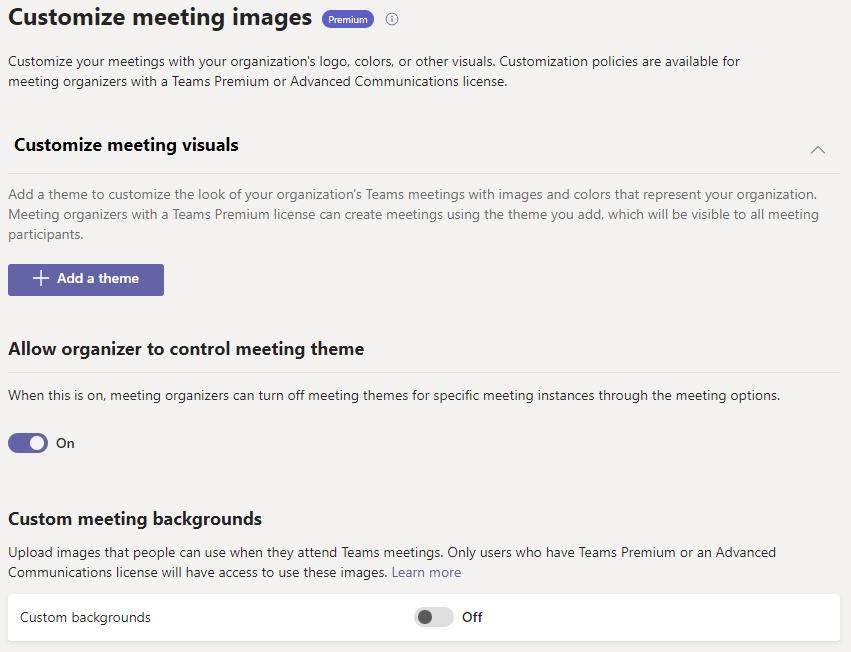 Customize meeting images Premium
Customize your meetings with your organization's logo, colors, or other visuals. Customization policies are available for
meeting organizers with a Teams Premium or Advanced Communications license.
Customize meeting visuals
Add a theme to customize the look of your organization's Teams meetings with images and colors that represent your organization.
Meeting organizers with a Teams Premium license can create meetings using the theme you add, which will be visible to all meeting
participants.
Add a theme
Allow organizer to control meeting theme
When this is on, meeting organizers can turn off meeting themes for specific meeting instances through the meeting options.
On
Custom meeting backgrounds
Upload images that people can use when they attend Teams meetings. Only users who have Teams Premium or an Advanced
Communications license will have access to use these images. Learn more
Custom backgrounds Off